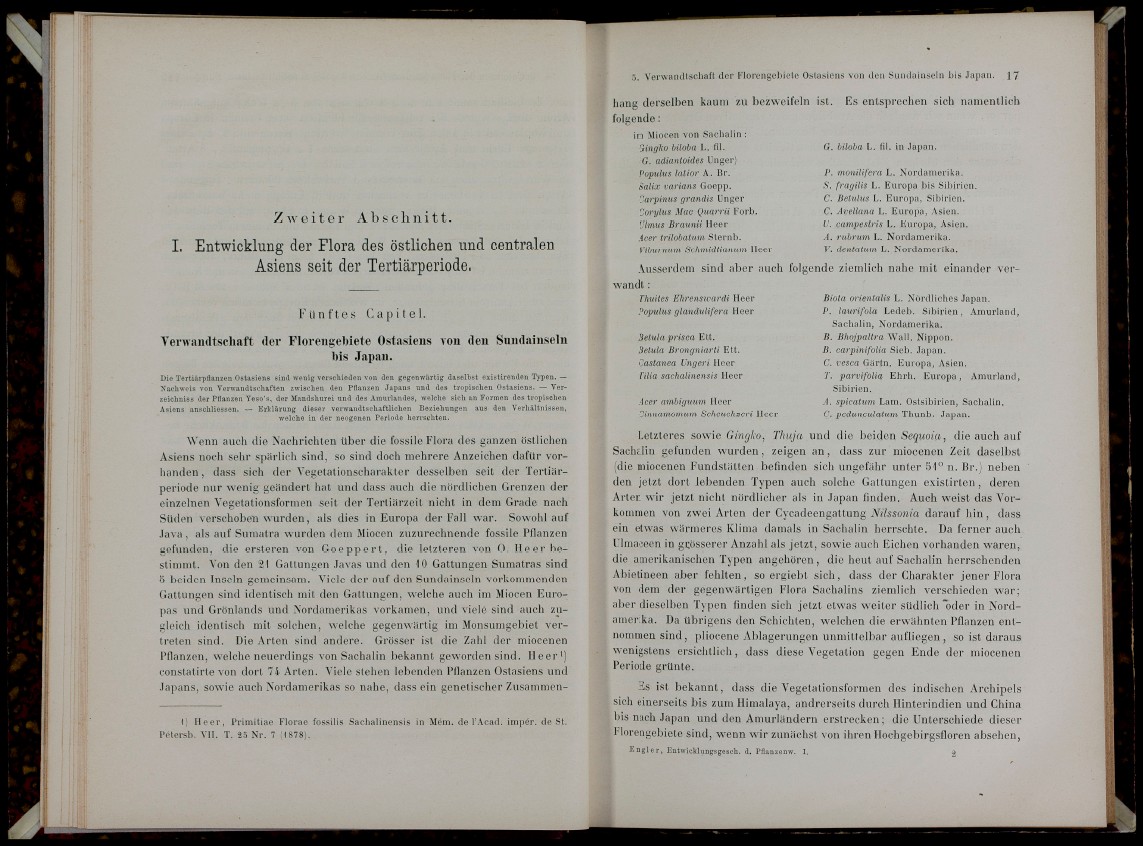 Zweiter Abschnitt.
I. Entwicklung der Flora des östlichen und centralen
Asiens seit der Tertiärperiode.
Fünftes Capitel.
Verwandtschaft der Florengebiete Ostasiens von den Sundainseln
bis Japan.
Die Tertiärpflanzen Ostasiens sind wenig verschieden von den gegenwärtig daselbst existirenden Typen. —
Nachweis von Verwandtschaften zwischen den Pflanzen Japans und des tropischen Ostasiens. — Ver-
zeichniss der Pflanzen Yeso's, der Mandshurei und des Amurlandes, welche sich an Formen des tropischen
Asiens anschliessen. — Erklärung dieser verwandtschaftlichen Beziehungen aus den Verhältnissen,
welche in der neogenen Periode herrschten.
Wenn auch die Nachrichten über die fossile Flora des ganzen östlichen
Asiens noch sehr spärlich sind, so sind doch mehrere Anzeichen dafür vor-
handen, dass sich der Vegetationscharakter desselben seit der Tertiär-
periode nur wenig geändert hat und dass auch die nördlichen Grenzen der
einzelnen Vegetationsformen seit der Tertiärzeit nicht in dem Grade nach
Süden verschoben wurden, als dies in Europa der Fall war. Sowohl auf
Java, als auf Sumatra wurden dem Miocen zuzurechnende fossile Pflanzen
gefunden, die ersteren von Goeppert, die letzteren von O. Heer be-
stimmt. Von den 21 Gattungen Javas und den 10 Gattungen Sumatras sind
5 beiden Inseln gemeinsam. Viele der auf den Sundainseln vorkommenden
Gattungen sind identisch mit den Gattungen, welche auch im Miocen Euro-
pas und Grönlands und Nordamerikas vorkamen, und viele sind auch zu-
gleich identisch mit solchen, welche gegenwärtig im Monsumgebiet ver-
treten sind. Die Arten sind andere. Grösser ist die Zahl der miocenen
Pflanzen, welche neuerdings von Sachalin bekannt geworden sind. Heer¹)
constatirte von dort 74 Arten. Viele stehen lebenden Pflanzen Ostasiens und
Japans, sowie auch Nordamerikas so nahe, dass ein genetischer Zusammen-
1) Heer, Primitiae Florae fossilis Sachalinensis in Mém. de l'Acad. impér. de St.
Pétersb. VII. T. 25 Nr. 7 (1878).
5. Verwandtschaft der Florengebiete Ostasiens von den Sundainseln bis Japan. 17
hang derselben kaum zu bezweifeln ist. Es entsprechen sich namentlich
folgende:
im Miocen von Sachalin:
Gingko biloba L. fil. G. biloba L. fil. in Japan.
(G. adiantoides Unger)
Populus latior A. Br. P. monilifera L. Nordamerika.
Salix varians Goepp. S. fragilis L. Europa bis Sibirien.
Carpinus grandis Unger C. Betulus L. Europa, Sibirien.
Corylus Mac Quarrii Forb. C. Avellana L. Europa, Asien.
Ulmus Braunii Heer U. campestris L. Europa, Asien.
Acer trilobatum Sternb. A. rubrum L. Nordamerika.
Viburnum Schmidtianum Heer V. dentatum L. Nordamerika.
Ausserdem sind aber auch folgende ziemlich nahe mit einander ver-
wandt:
Thuites Ehrenswardi Heer Biota orientalis L. Nördliches Japan.
Populus glandulifera Heer P. laurifola Ledeb. Sibirien, Amurland,
Sachalin, Nordamerika.
Betula prisca Ett. B. Bhojpaltra Wall. Nippon.
Betula Brongniarti Ett. B. carpinifolia Sieb. Japan.
Castanea Ungeri Heer C. vesca Gärtn. Europa, Asien.
Tilia sachalinensis Heer T. parvifolia Ehrh. Europa, Amurland,
Sibirien.
Acer ambiguum Heer A. spicatum Lam. Ostsibirien, Sachalin.
Cinnamomum Scheuchzeri Heer C. pedunculatum Thunb. Japan.
Letzteres sowie Gingko, Thuja und die beiden Sequoia, die auch auf
Sachalin gefunden wurden, zeigen an, dass zur miocenen Zeit daselbst
(die miocenen Fundstätten befinden sich ungefähr unter 51° n. Br.) neben
den jetzt dort lebenden Typen auch solche Gattungen existirten, deren
Arten wir jetzt nicht nördlicher als in Japan finden. Auch weist das Vor-
kommen von zwei Arten der Cycadeengattung Nilssonia darauf hin, dass
ein etwas wärmeres Klima damals in Sachalin herrschte. Da ferner auch
Ulmaceen in grösserer Anzahl als jetzt, sowie auch Eichen vorhanden waren,
die amerikanischen Typen angehören, die heut auf Sachalin herrschenden
Abietineen aber fehlten, so ergiebt sich, dass der Charakter jener Flora
von dem der gegenwärtigen Flora Sachalins ziemlich verschieden war;
aber dieselben Typen finden sich jetzt etwas weiter südlich oder in Nord-
amerika. Da übrigens den Schichten, welchen die erwähnten Pflanzen ent-
nommen sind, pliocene Ablagerungen unmittelbar aufliegen, so ist daraus
wenigstens ersichtlich, dass diese Vegetation gegen Ende der miocenen
Periode grünte.
Es ist bekannt, dass die Vegetationsformen des indischen Archipels
sich einerseits bis zum Himalaya, andrerseits durch Hinterindien und China
bis nach Japan und den Amurländern erstrecken; die Unterschiede dieser
Florengebiete sind, wenn wir zunächst von ihren Hochgebirgsfloren absehen,
Engler, Entwicklungsgesch. d. Pflanzenw. I. 2